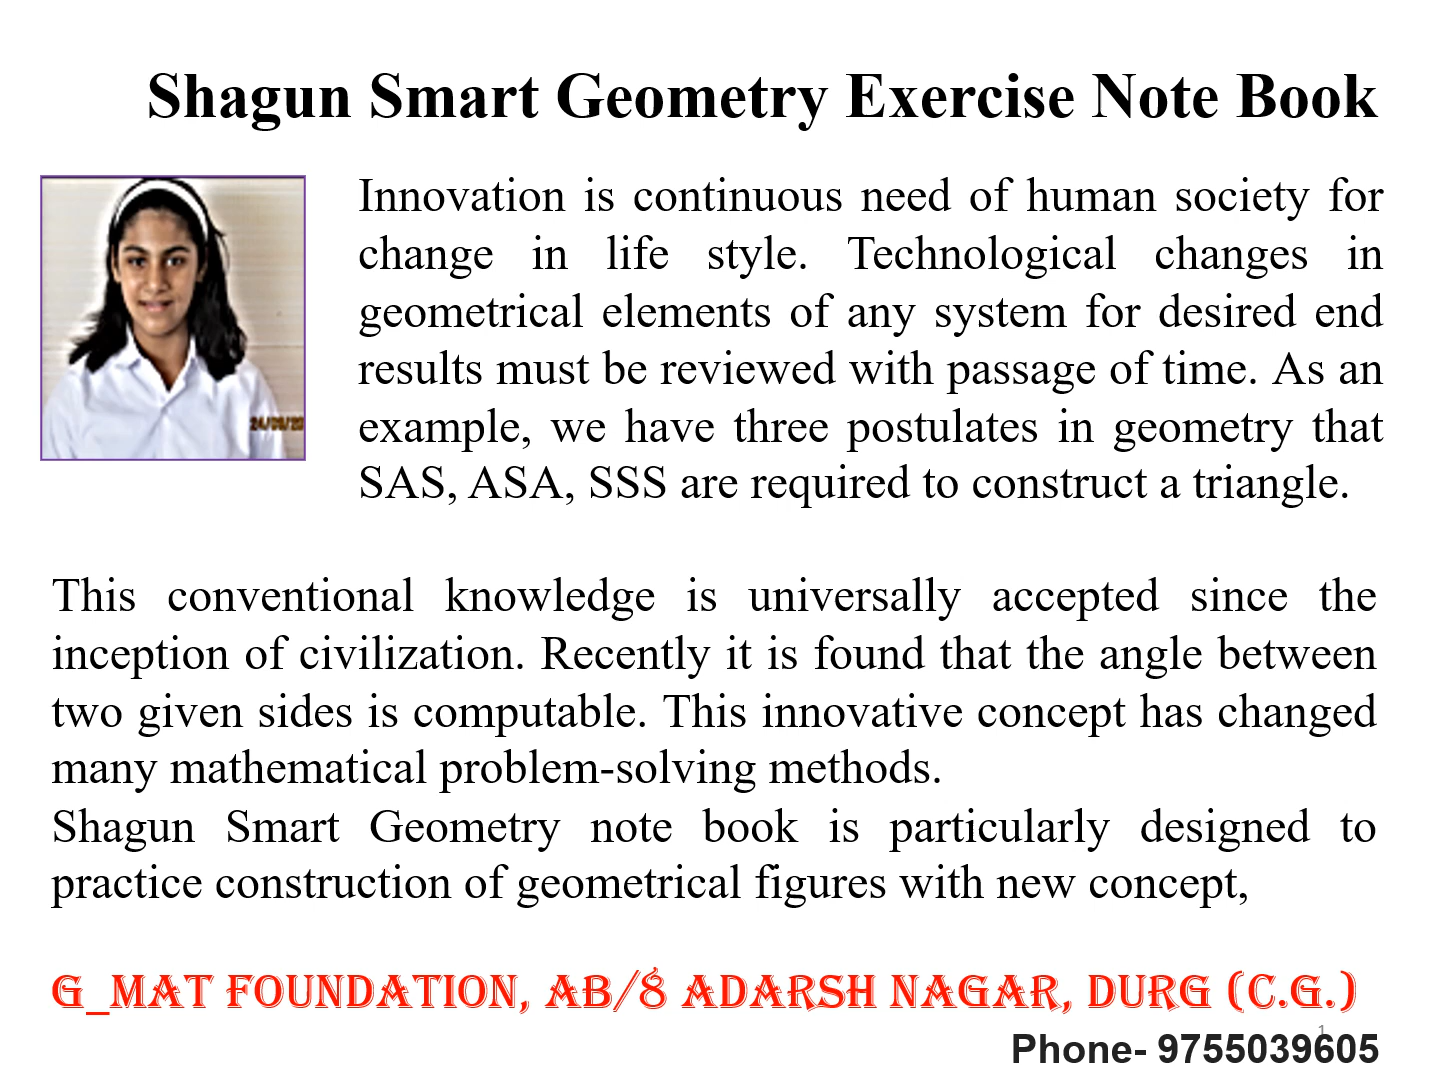 Shagun Smart Geometry Exercise Note Book
Innovation is continuous need of human society for
change in life style. Technological changes in
geometrical elements of any system for desired end
results must be reviewed with passage of time. As an
example, we have three postulates in geometry that
SAS, ASA, SSS are required to construct a triangle.
This conventional knowledge is universally accepted since the
inception of civilization. Recently it is found that the angle between
two given sides is computable. This innovative concept has changed
many mathematical problem-solving methods.
Shagun Smart Geometry note book is particularly designed to
practice construction of geometrical figures with new concept,
G_MAT FOUNDATION, AB/8 ADARSH NAGAR, DURG (C.G.)
1
Phone- 9755039605